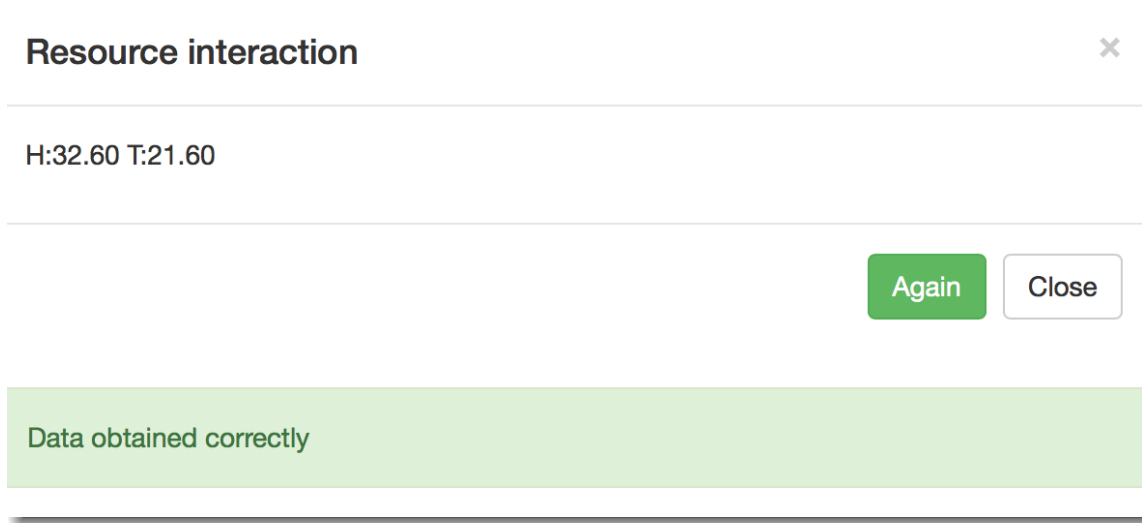 Resource interaction ×
H:32.60 T:21.60
Again Close
Data obtained correctly